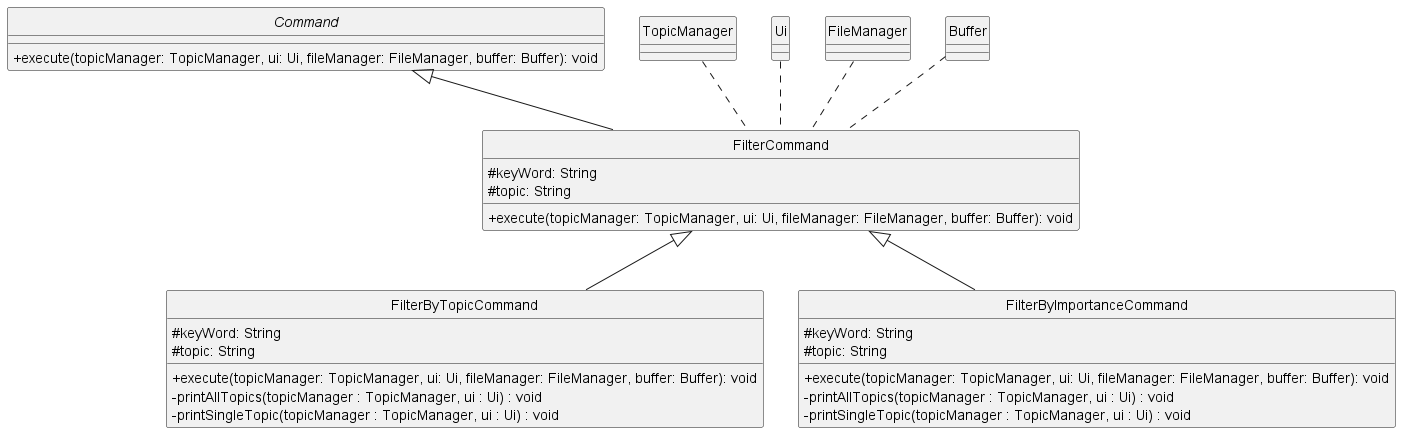 Command
+execute(topicManager: TopicManager, ui: Ui, fileManager: FileManager, buffer: Buffer): void
TopicManager
Ui
FileManager
Buffer
FilterCommand
#keyWord: String
#topic: String
+execute(topicManager: TopicManager, ui: Ui, fileManager: FileManager, buffer: Buffer): void
FilterByTopicCommand
#keyWord: String
#topic: String
+execute(topicManager: TopicManager, ui: Ui, fileManager: FileManager, buffer: Buffer): void
-printAllTopics(topicManager : TopicManager, ui : Ui) : void
-printSingleTopic(topicManager : TopicManager, ui : Ui) : void
FilterByImportanceCommand
#keyWord: String
#topic: String
+execute(topicManager: TopicManager, ui: Ui, fileManager: FileManager, buffer: Buffer): void
-printAllTopics(topicManager : TopicManager, ui : Ui) : void
-printSingleTopic(topicManager : TopicManager, ui : Ui) : void